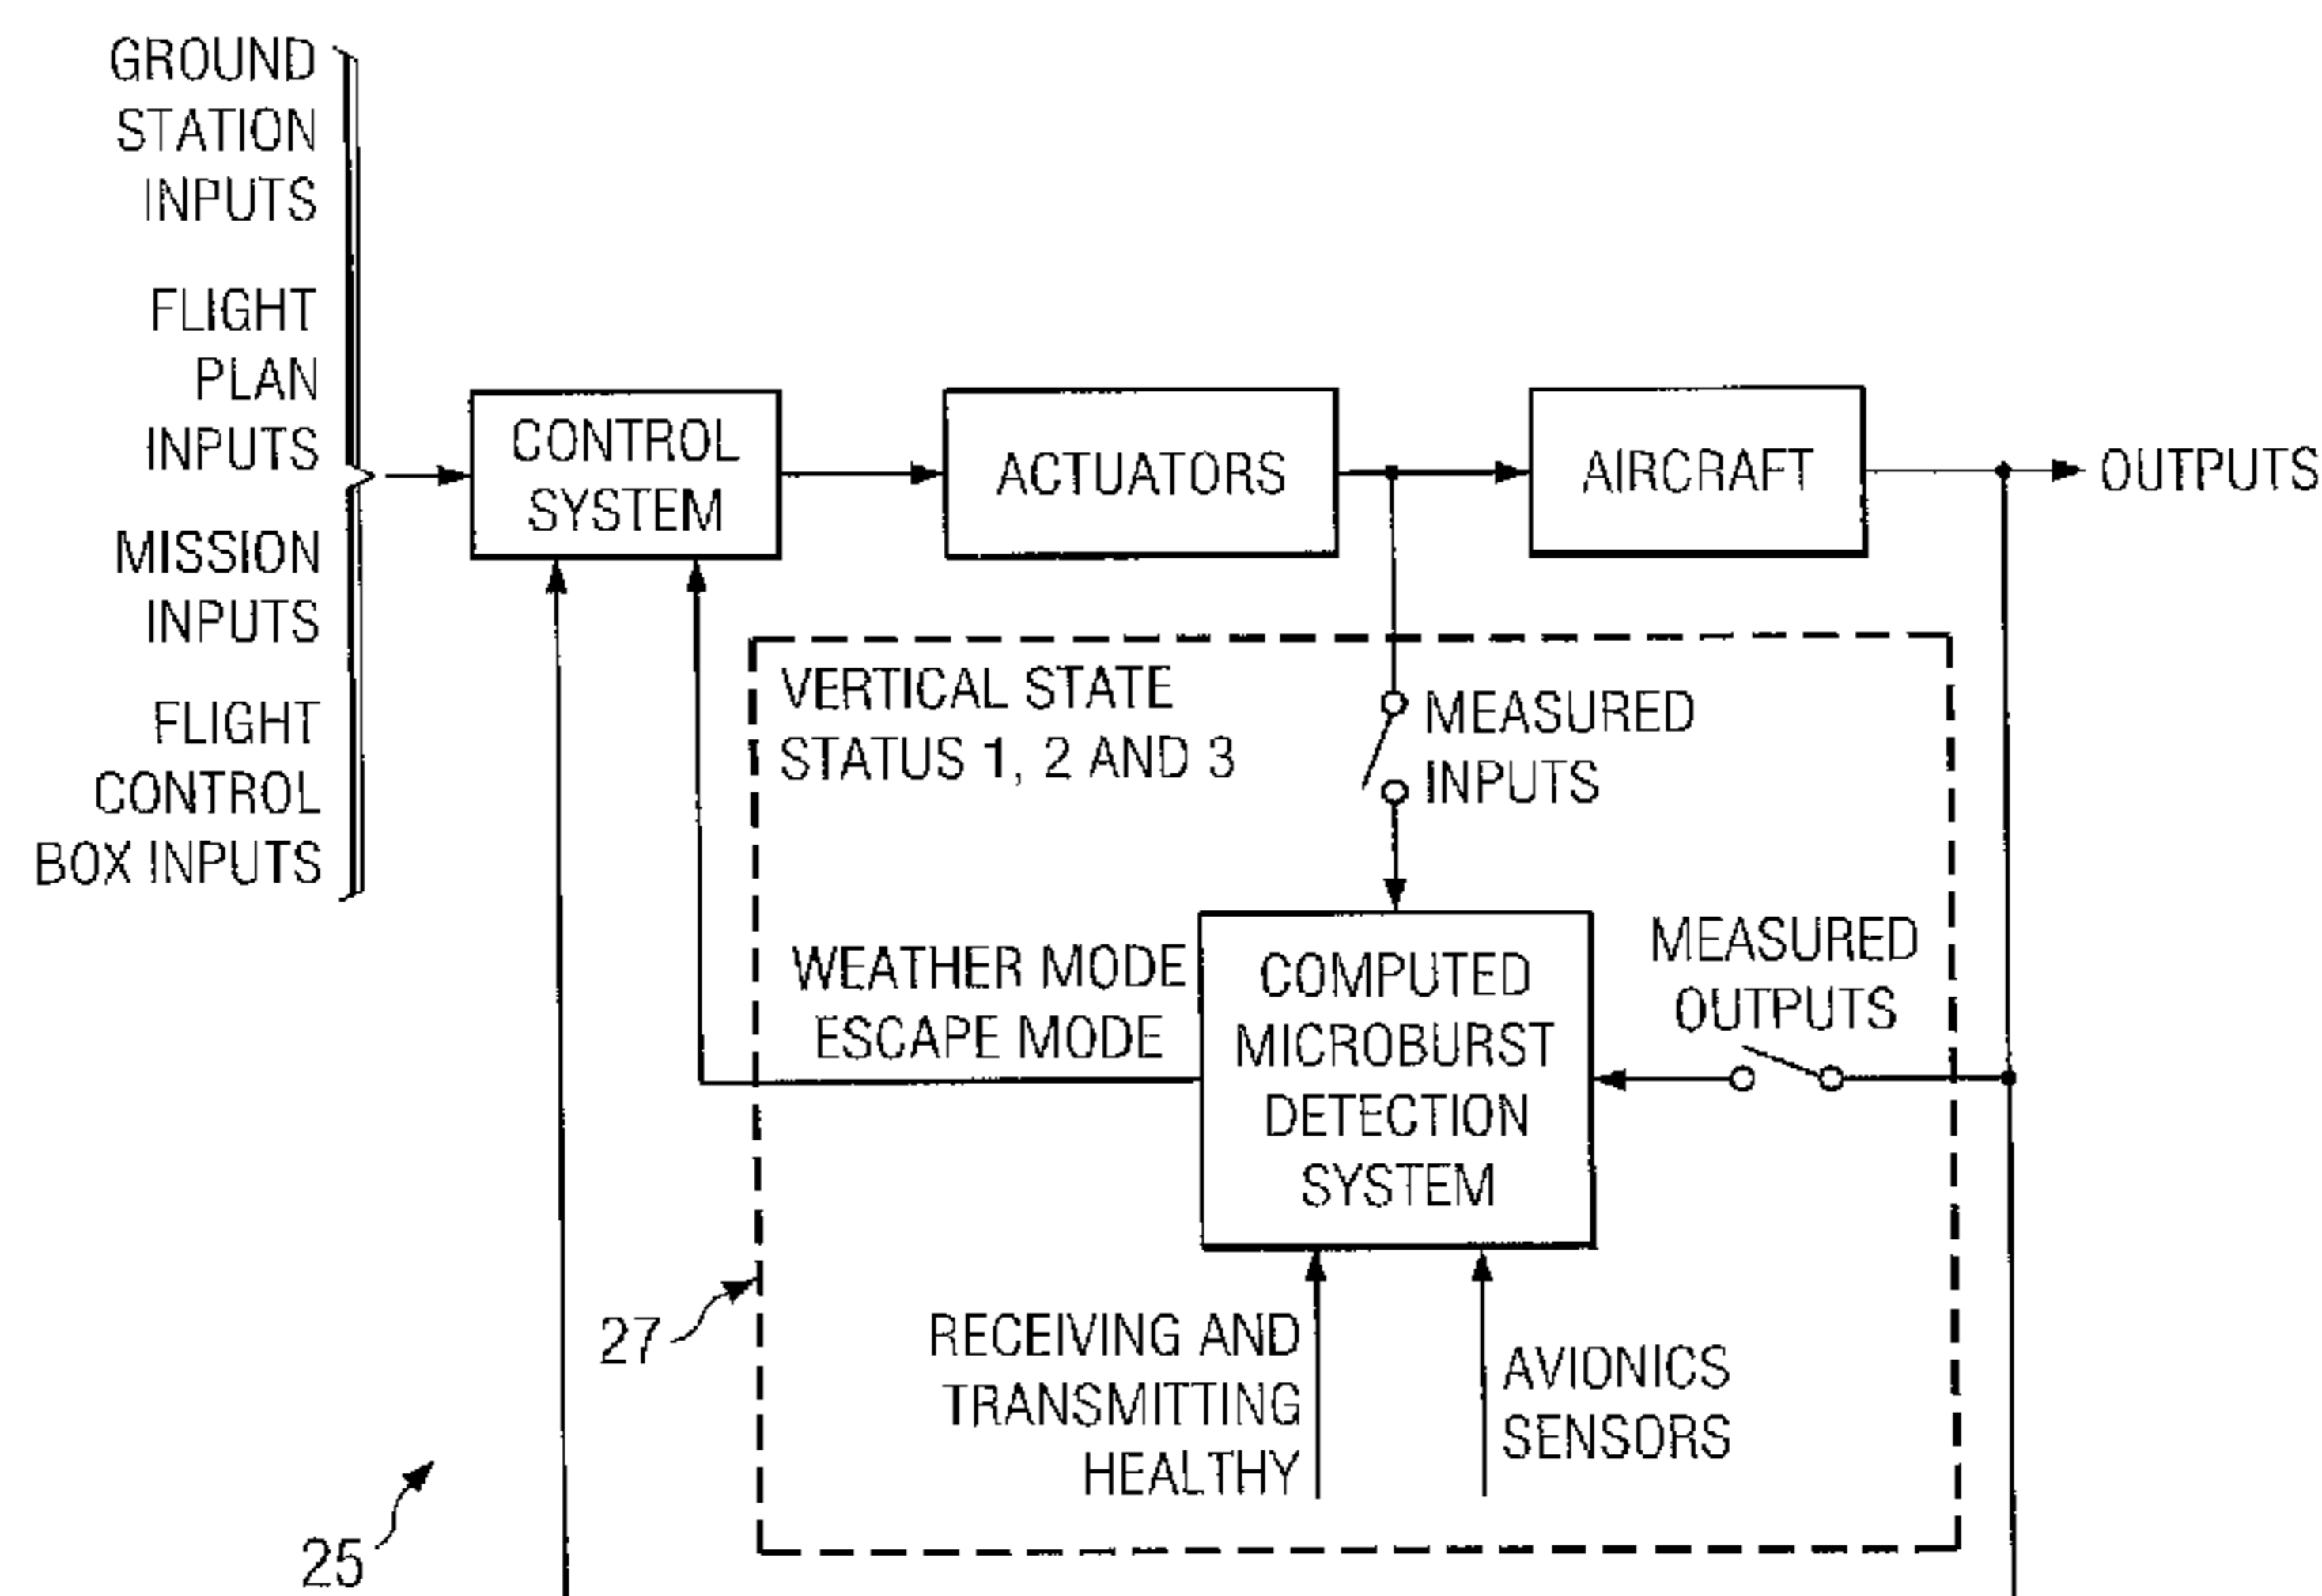 GROUND
STATION
INPUTS
FLIGHT
PLAN
INPUTS
MISSION
INPUTS
FLIGHT
CONTROL
BOX INPUTS
CONTROL
SYSTEM
ACTUATORS
AIRCRAFT
OUTPUTS
VERTICAL STATE
STATUS 1, 2 AND 3
MEASURED
INPUTS
WEATHER MODE
ESCAPE MODE
COMPUTED
MICROBURST
DETECTION
SYSTEM
MEASURED
OUTPUTS
RECEIVING AND
TRANSMITTING
HEALTHY
AVIONICS
SENSORS
27
25